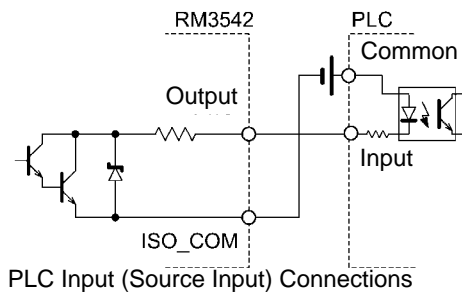 RM3542 PLC
Common
Output
Input
ISO_COM
PLC Input (Source Input) Connections